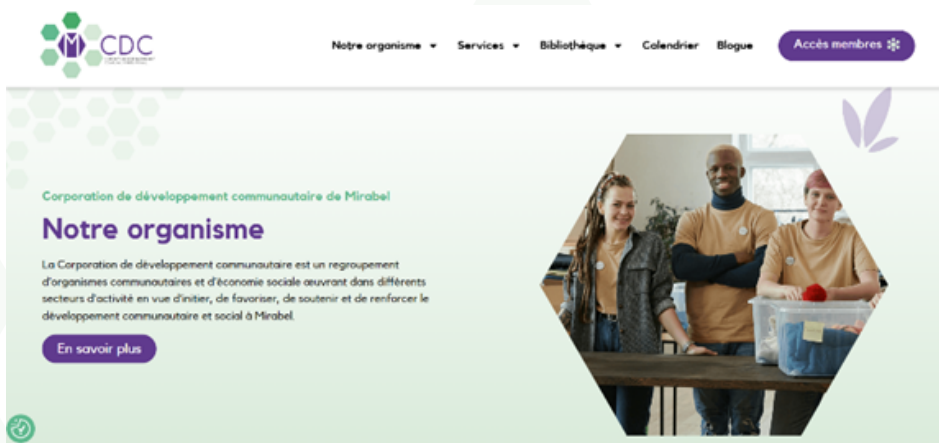 M CDC
Notre organisme
Services
Bibliothèque
Calendrier
Blogue
Accès membres
Corporation de développement communautaire de Mirabel
Notre organisme
La Corporation de développement communautaire est un regroupement
d'organismes communautaires et d'économie sociale œuvrant dans différents
secteurs d'activité en vue d'initier, de favoriser, de soutenir et de renforcer le
développement communautaire et social à Mirabel.
En savoir plus